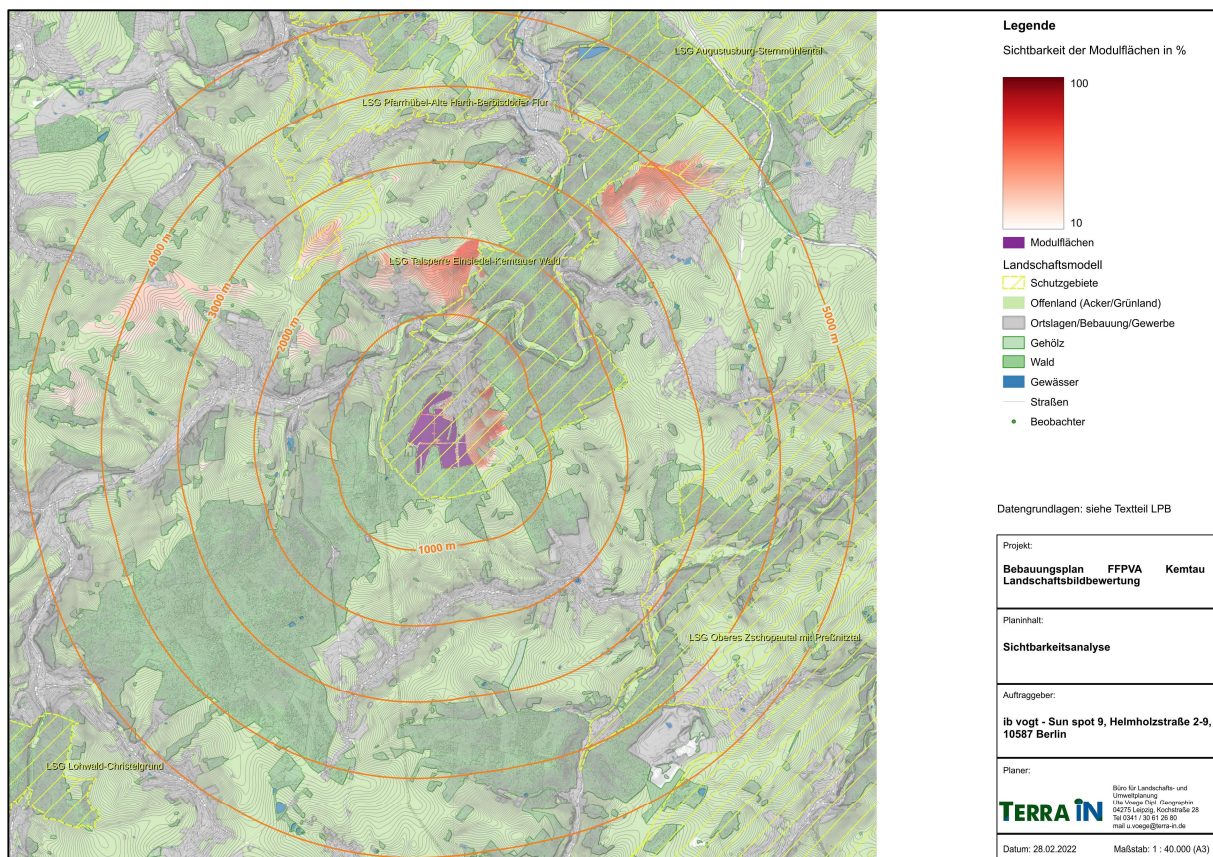 LSG Augustusburg-Sternmühlental
LSG Pfarrhübel-Alte Harth-Berbisdorfer Flur
4000 m
3000 m
2000 m
LSG Talsperre Einsiedel-Kemtauer Wald
5000 m
1000 m
LSG Oberes Zschopautal mit Preßnitztal
LSG Lohwald-Christelgrund
Legende
Sichtbarkeit der Modulflächen in %
100
10
Modulflächen
Landschaftsmodell
Schutzgebiete
Offenland (Acker/Grünland)
Ortslagen/Bebauung/Gewerbe
Gehölz
Wald
Gewässer
Straßen
Beobachter
Datengrundlagen: siehe Textteil LPB
Projekt:
Bebauungsplan FFPVA Kemtau
Landschaftsbildbewertung
Planinhalt:
Sichtbarkeitsanalyse
Auftraggeber:
ib vogt - Sun spot 9, Helmholzstraße 2-9,
10587 Berlin
Planer:
TERRA IN
Büro für Landschafts- und
Umweltplanung
Ute Voege Dipl. Geographin
04275 Leipzig, Kochstraße 28
Tel 0341 / 30 61 26 80
mail u.voege@terra-in.de
Datum: 28.02.2022 Maßstab: 1 : 40.000 (A3)